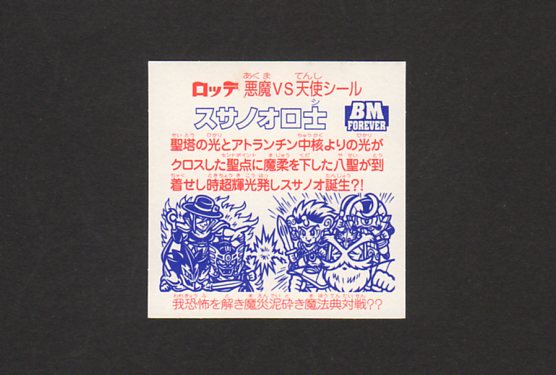 ロッテ 悪魔VS天使シール
スサノオロ士
BM
FOREVER
聖塔の光とアトランチン中核よりの光が
クロスした聖点に魔柔を下した八聖が到
着せし時超輝光発しスサノオ誕生?!
我恐怖を解き魔災泥砕き魔法典対戦??